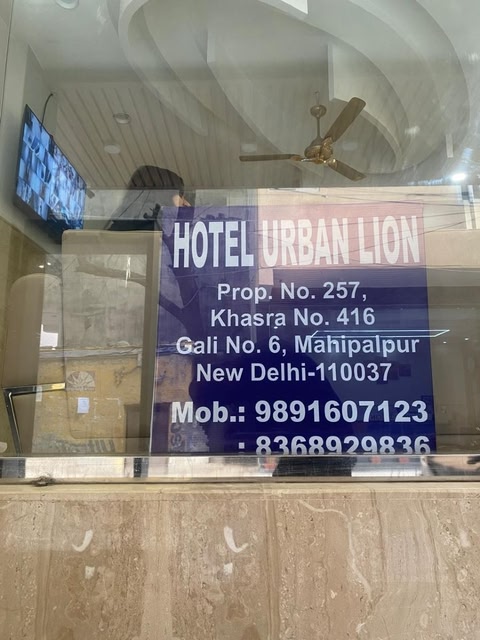 HOTEL URBAN LION
Prop. No. 257,
Khasra No. 416
Gali No. 6, Mahipalpur
New Delhi-110037
Mob.: 9891607123
: 8368929836